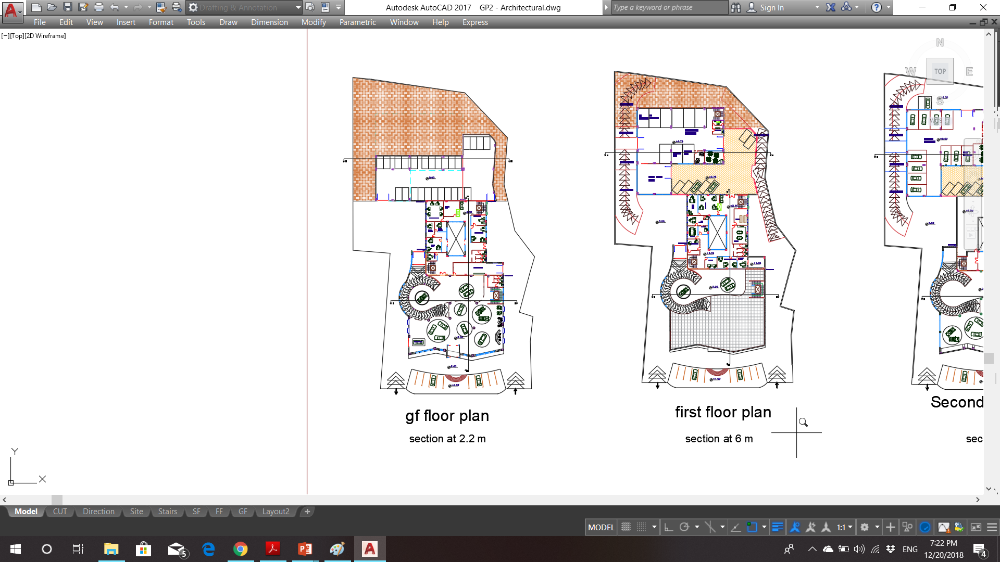 Drafting & Annotation
Autodesk AutoCAD 2017 GP2 - Architectural.dwg
Type a keyword or phrase
Sign In
File Edit View Insert Format Tools Draw Dimension Modify Parametric Window Help Express
[−][Top][2D Wireframe]
N
W TOP E
S
WCS
gf floor plan
section at 2.2 m
first floor plan
section at 6 m
Second
sec
Y
X
Model CUT Direction Site Stairs SF FF GF Layout2 +
MODEL 1:1
5
ENG
7:22 PM
12/20/2018
4